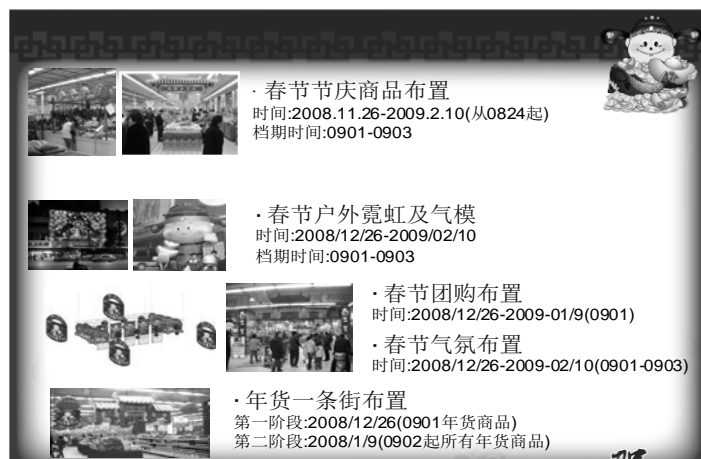 · 春节节庆商品布置
时间:2008.11.26-2009.2.10(从0824起)
档期时间:0901-0903
· 春节户外霓虹及气模
时间:2008/12/26-2009/02/10
档期时间:0901-0903
· 春节团购布置
时间:2008/12/26-2009-01/9(0901)
· 春节气氛布置
时间:2008/12/26-2009-02/10(0901-0903)
· 年货一条街布置
第一阶段:2008/12/26(0901年货商品)
第二阶段:2008/1/9(0902起所有年货商品)